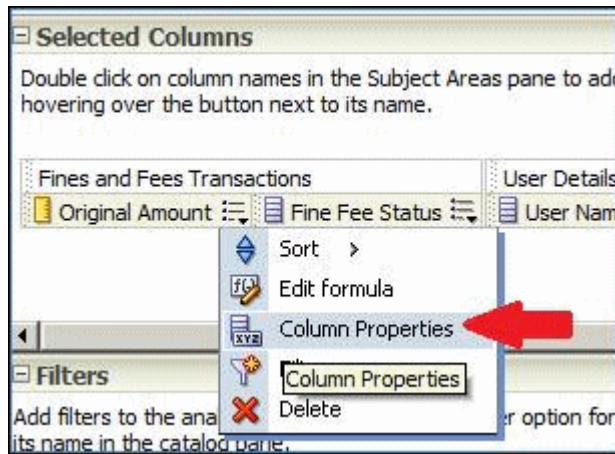 Selected Columns
Double click on column names in the Subject Areas pane to add
hovering over the button next to its name.
Fines and Fees Transactions
User Details
Original Amount
Fine Fee Status
User Nam
Sort
Edit formula
Column Properties
Column Properties
Delete
Filters
Add filters to the ana
r option for
its name in the catalog pane.